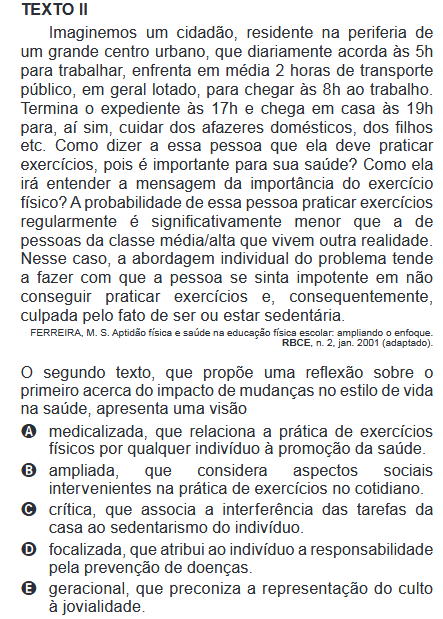 TEXTO II
Imaginemos um cidadão, residente na periferia de
um grande centro urbano, que diariamente acorda às 5h
para trabalhar, enfrenta em média 2 horas de transporte
público, em geral lotado, para chegar às 8h ao trabalho.
Termina o expediente às 17h e chega em casa às 19h
para, aí sim, cuidar dos afazeres domésticos, dos filhos
etc. Como dizer a essa pessoa que ela deve praticar
exercícios, pois é importante para sua saúde? Como ela
irá entender a mensagem da importância do exercício
físico? A probabilidade de essa pessoa praticar exercícios
regularmente é significativamente menor que a de
pessoas da classe média/alta que vivem outra realidade.
Nesse caso, a abordagem individual do problema tende
a fazer com que a pessoa se sinta impotente em não
conseguir praticar exercícios e, consequentemente,
culpada pelo fato de ser ou estar sedentária.
FERREIRA, M. S. Aptidão física e saúde na educação física escolar: ampliando o enfoque.
RBCE, n. 2, jan. 2001 (adaptado).
O segundo texto, que propõe uma reflexão sobre o
primeiro acerca do impacto de mudanças no estilo de vida
na saúde, apresenta uma visão
A medicalizada, que relaciona a prática de exercícios
físicos por qualquer indivíduo à promoção da saúde.
B ampliada, que considera aspectos sociais
intervenientes na prática de exercícios no cotidiano.
C crítica, que associa a interferência das tarefas da
casa ao sedentarismo do indivíduo.
D focalizada, que atribui ao indivíduo a responsabilidade
pela prevenção de doenças.
E geracional, que preconiza a representação do culto
à jovialidade.